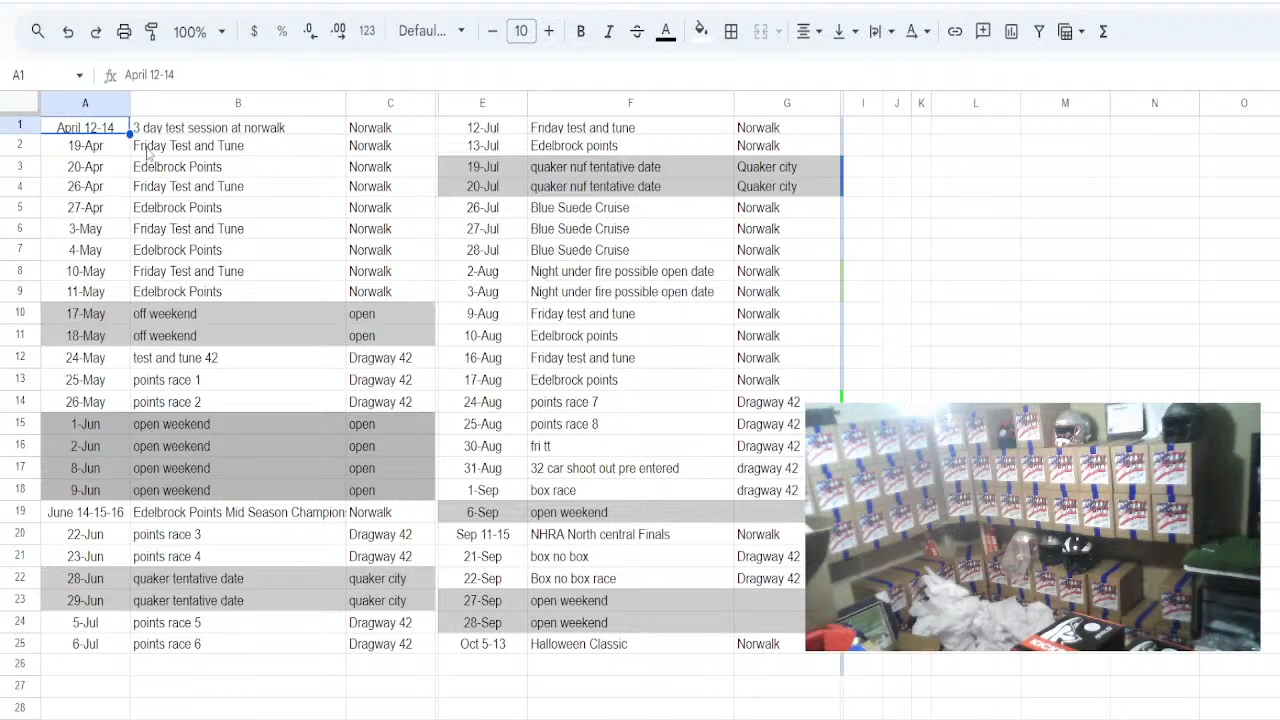 100% $ % .0 .00 123 Defaul... − 10 + B I A A Σ
A1 fx April 12-14
A B C E F G I J K L M N O
1 April 12-14 3 day test session at norwalk Norwalk 12-Jul Friday test and tune Norwalk
2 19-Apr Friday Test and Tune Norwalk 13-Jul Edelbrock points Norwalk
3 20-Apr Edelbrock Points Norwalk 19-Jul quaker nuf tentative date Quaker city
4 26-Apr Friday Test and Tune Norwalk 20-Jul quaker nuf tentative date Quaker city
5 27-Apr Edelbrock Points Norwalk 26-Jul Blue Suede Cruise Norwalk
6 3-May Friday Test and Tune Norwalk 27-Jul Blue Suede Cruise Norwalk
7 4-May Edelbrock Points Norwalk 28-Jul Blue Suede Cruise Norwalk
8 10-May Friday Test and Tune Norwalk 2-Aug Night under fire possible open date Norwalk
9 11-May Edelbrock Points Norwalk 3-Aug Night under fire possible open date Norwalk
10 17-May off weekend open 9-Aug Friday test and tune Norwalk
11 18-May off weekend open 10-Aug Edelbrock points Norwalk
12 24-May test and tune 42 Dragway 42 16-Aug Friday test and tune Norwalk
13 25-May points race 1 Dragway 42 17-Aug Edelbrock points Norwalk
14 26-May points race 2 Dragway 42 24-Aug points race 7 Dragway 42
15 1-Jun open weekend open 25-Aug points race 8 Dragway 42
16 2-Jun open weekend open 30-Aug fri tt Dragway 42
17 8-Jun open weekend open 31-Aug 32 car shoot out pre entered dragway 42
18 9-Jun open weekend open 1-Sep box race dragway 42
19 June 14-15-16 Edelbrock Points Mid Season Champion Norwalk 6-Sep open weekend
20 22-Jun points race 3 Dragway 42 Sep 11-15 NHRA North central Finals Norwalk
21 23-Jun points race 4 Dragway 42 21-Sep box no box Dragway 42
22 28-Jun quaker tentative date quaker city 22-Sep Box no box race Dragway 42
23 29-Jun quaker tentative date quaker city 27-Sep open weekend
24 5-Jul points race 5 Dragway 42 28-Sep open weekend
25 6-Jul points race 6 Dragway 42 Oct 5-13 Halloween Classic Norwalk
26
27
28